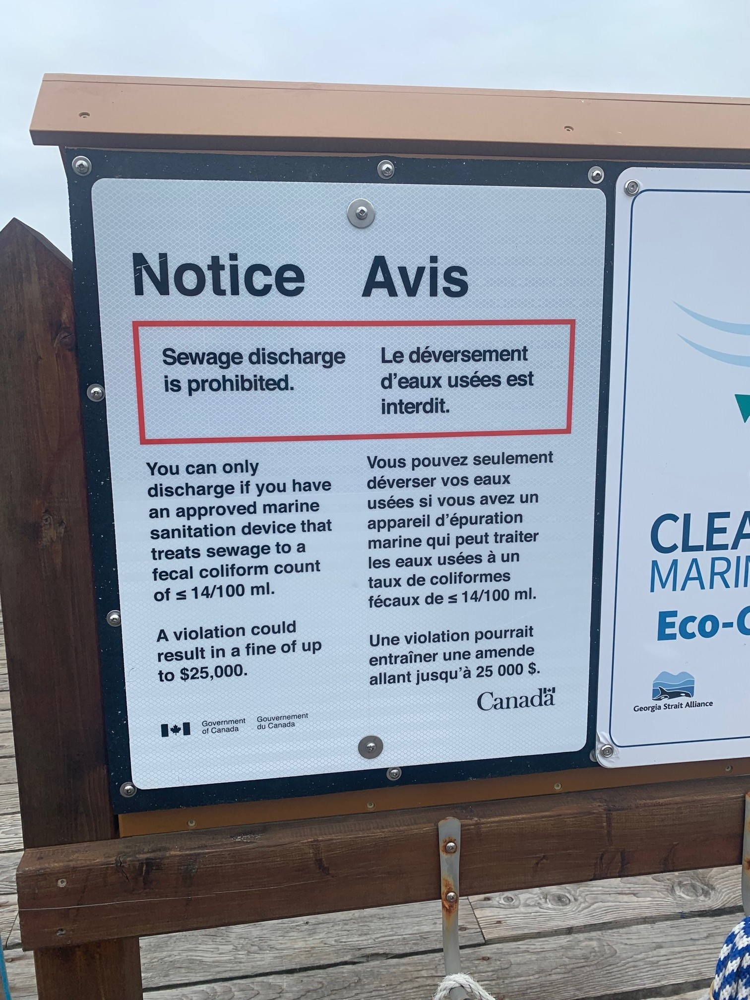 Notice
Avis
Sewage discharge
is prohibited.
Le déversement
d'eaux usées est
interdit.
You can only
discharge if you have
an approved marine
sanitation device that
treats sewage to a
fecal coliform count
of ≤ 14/100 ml.
A violation could
result in a fine of up
to $25,000.
Vous pouvez seulement
déverser vos eaux
usées si vous avez un
appareil d'épuration
marine qui peut traiter
les eaux usées à un
taux de coliformes
fécaux de ≤ 14/100 ml.
Une violation pourrait
entraîner une amende
allant jusqu'à 25 000 $.
Canada
Government
of Canada
Gouvernement
du Canada
CLEA
MARI
Eco-
Georgia Strait Alliance